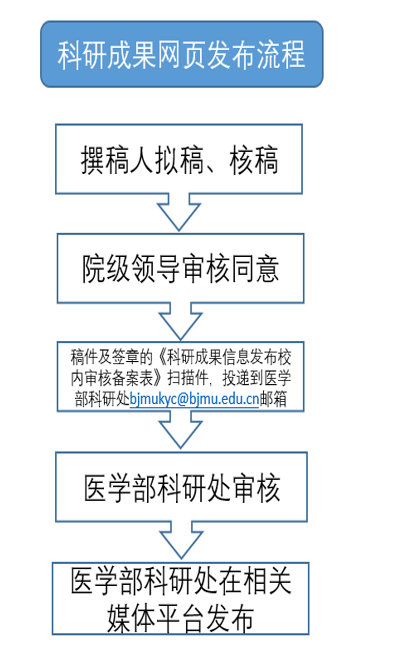 科研成果网页发布流程
撰稿人拟稿、核稿
院级领导审核同意
稿件及签章的《科研成果信息发布校
内审核备案表》扫描件，投递到医学
部科研处bjmukyc@bjmu.edu.cn邮箱
医学部科研处审核
医学部科研处在相关
媒体平台发布